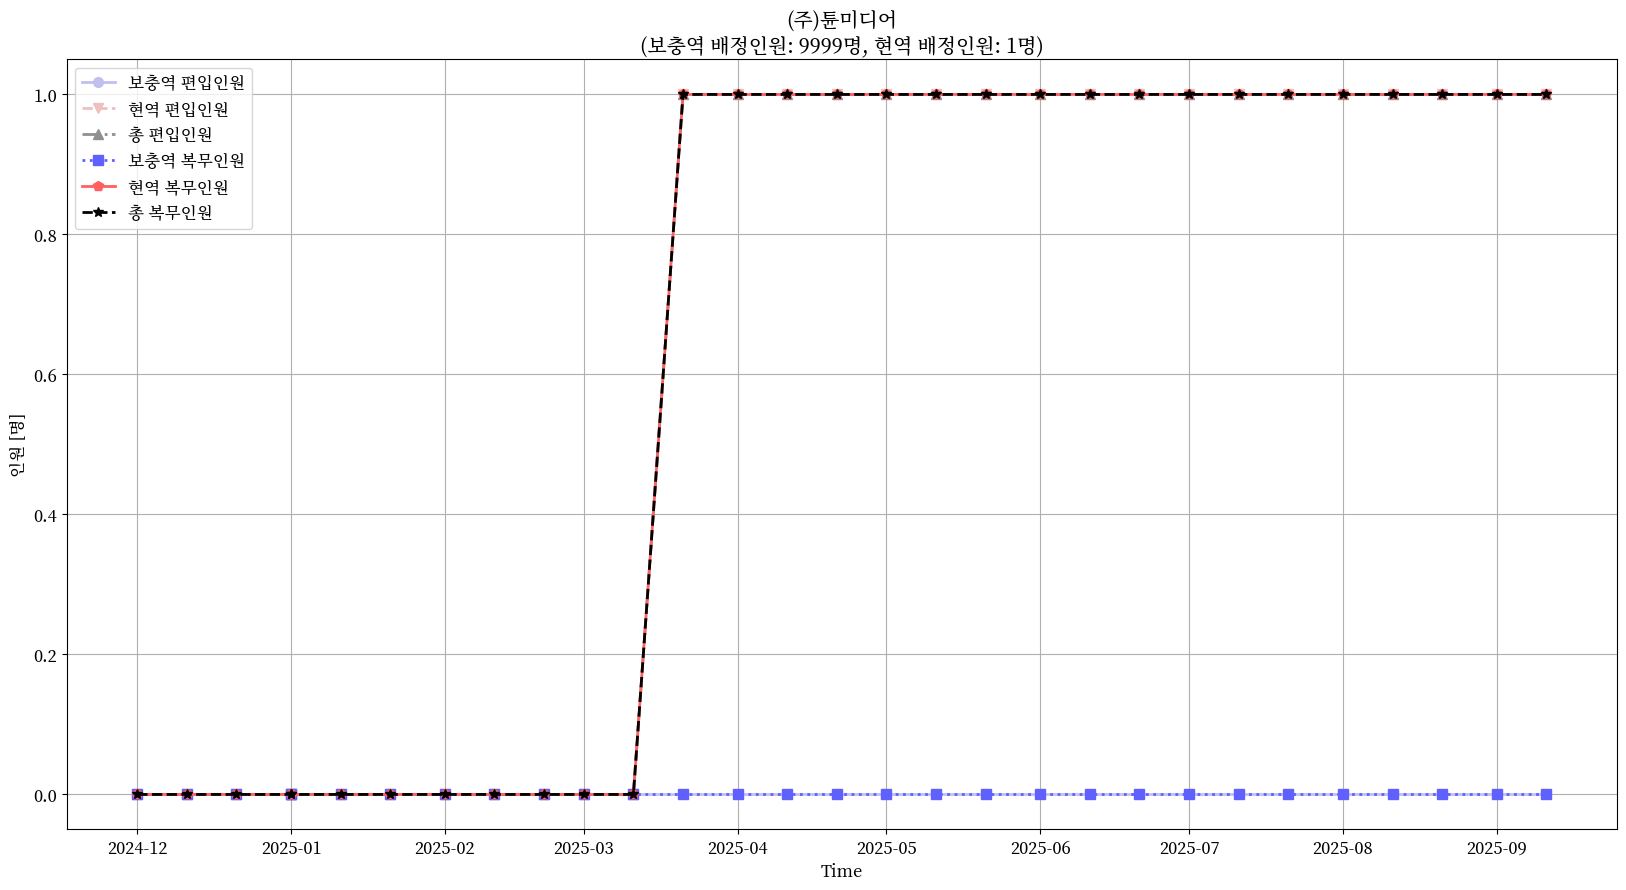 (주)튠미디어
(보충역 배정인원: 9999명, 현역 배정인원: 1명)
보충역 편입인원
현역 편입인원
총 편입인원
보충역 복무인원
현역 복무인원
총 복무인원
1.0
0.8
0.6
0.4
0.2
0.0
인원 [명]
2024-12
2025-01
2025-02
2025-03
2025-04
2025-05
2025-06
2025-07
2025-08
2025-09
Time